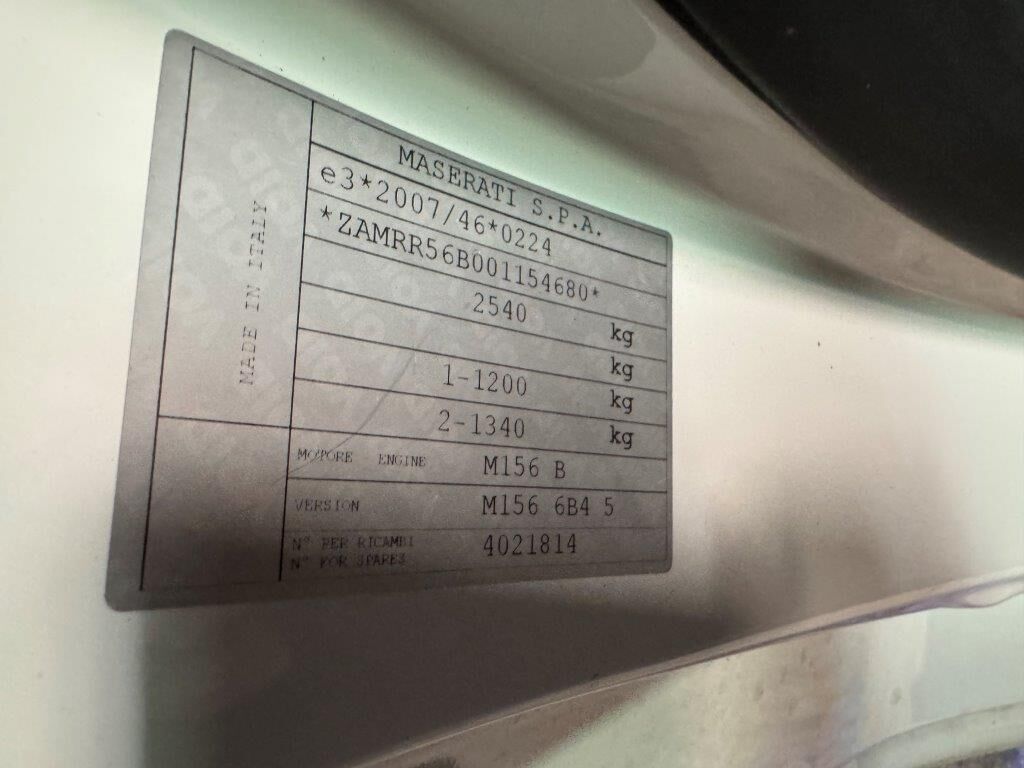 MASERATI S.P.A.
e3*2007/46*0224
*ZAMRR56B001154680*
2540 kg
kg
1-1200 kg
2-1340 kg
MOTORE ENGINE M156 B
VERSION M156 6B4 5
N° PER RICAMBI
N° FOR SPARES 4021814
MADE IN ITALY